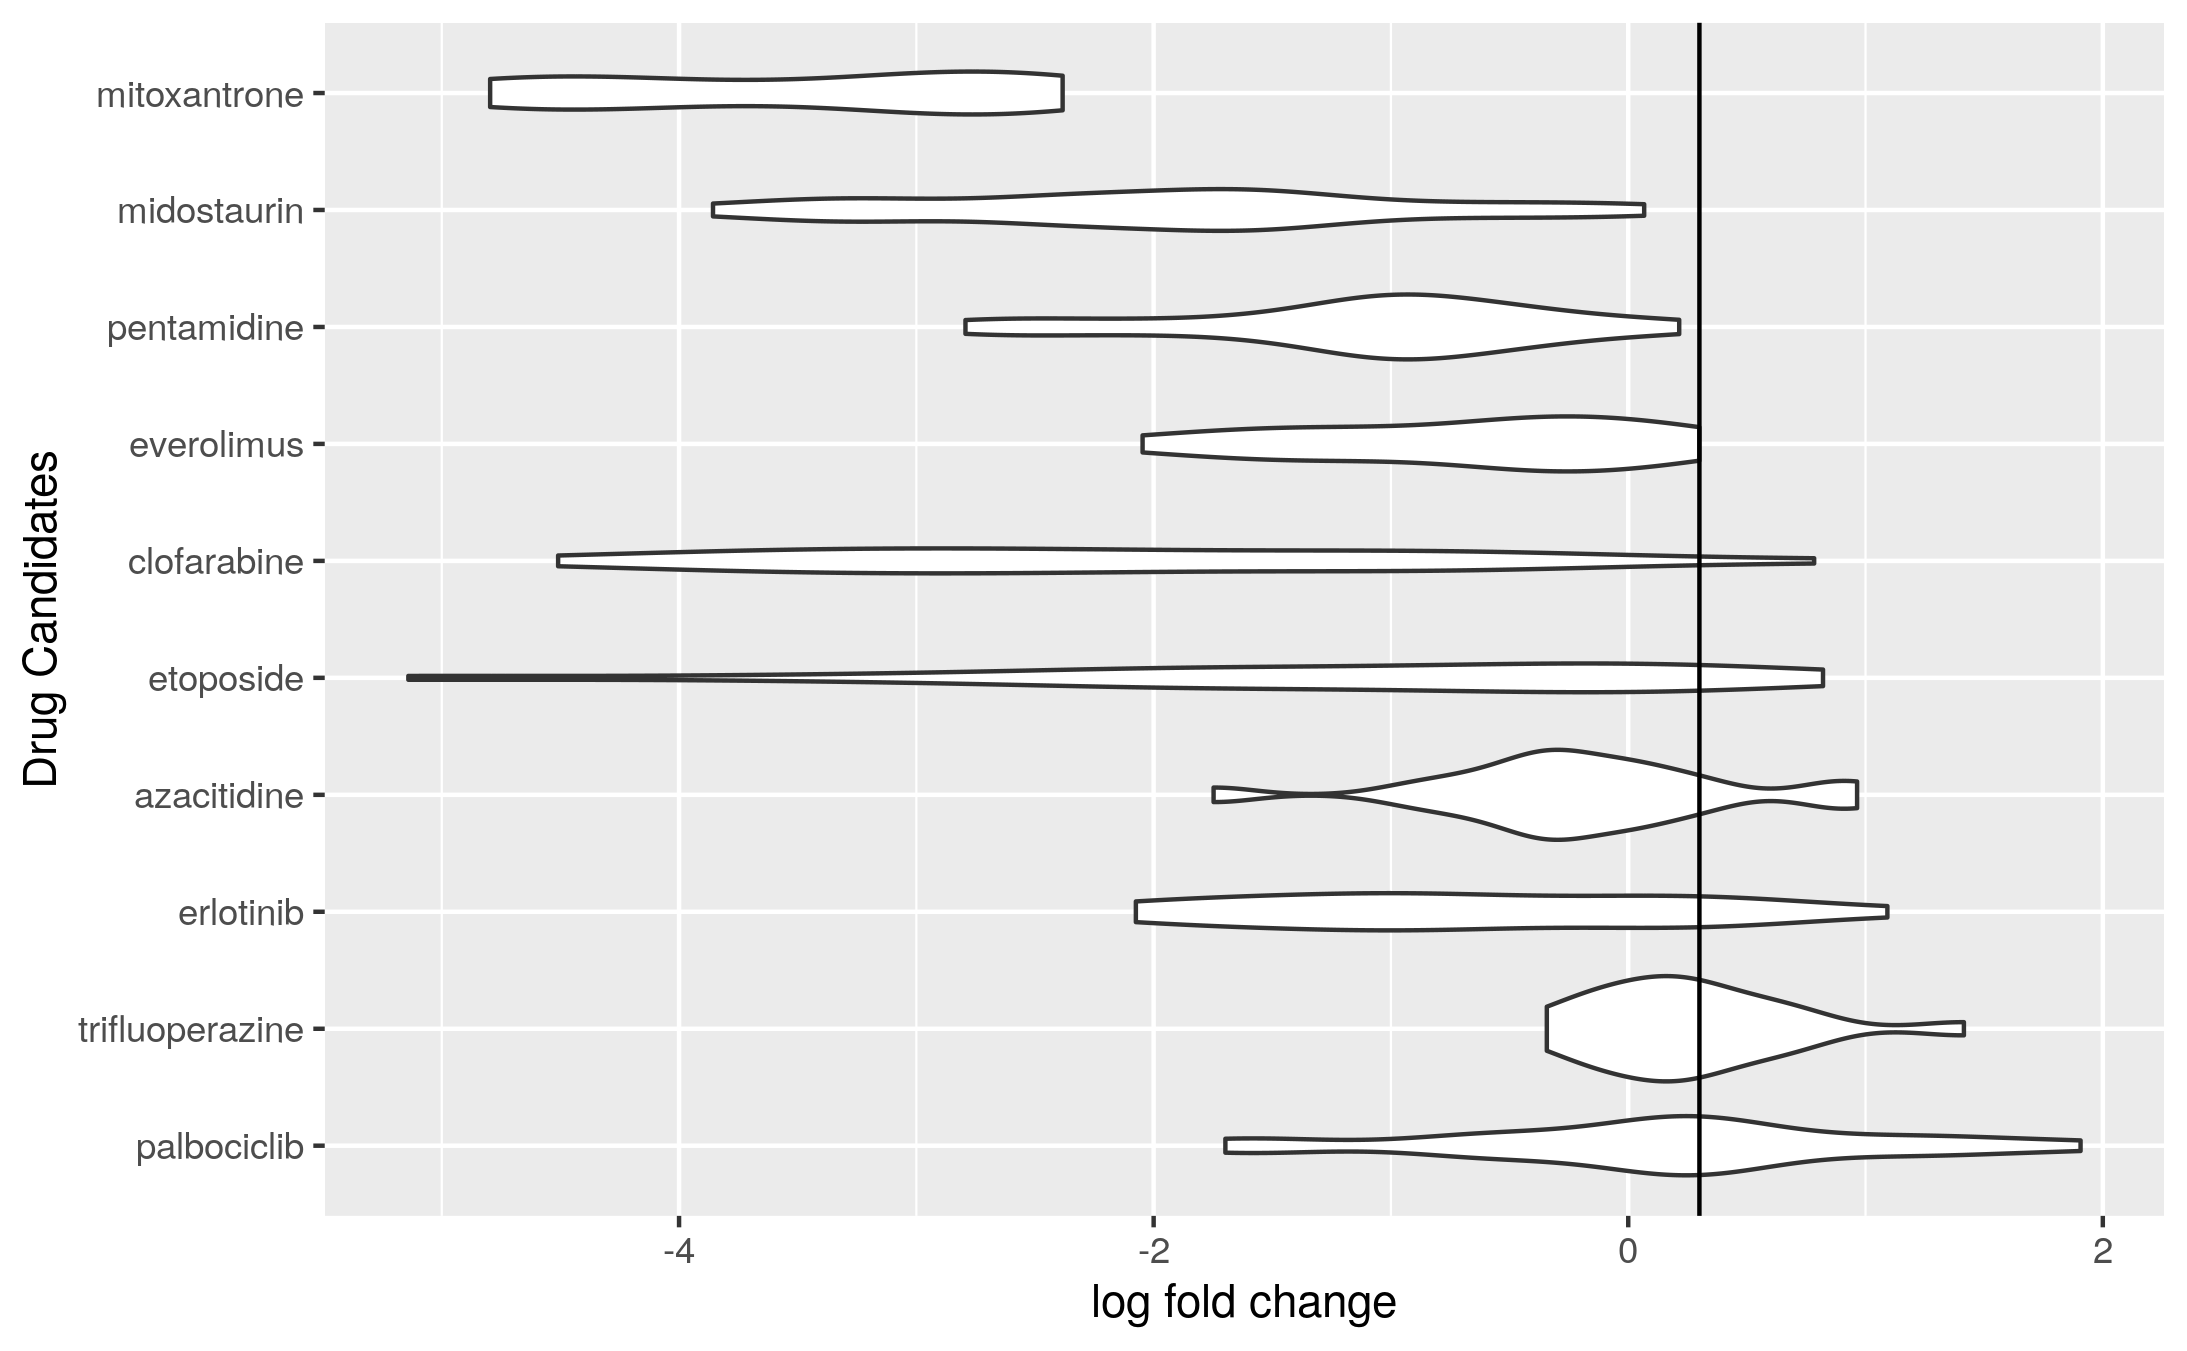 Drug Candidates
mitoxantrone
midostaurin
pentamidine
everolimus
clofarabine
etoposide
azacitidine
erlotinib
trifluoperazine
palbociclib
-4 -2 0 2
log fold change